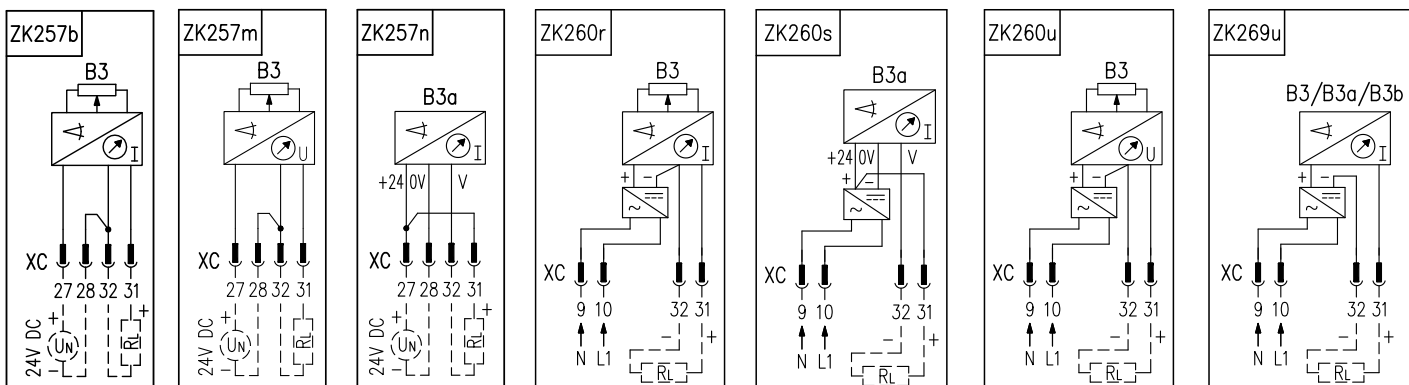 ZK257b
B3
I
XC
27 28 32 31
+ +
24V DC
UN
RL
–
ZK257m
B3
U
XC
27 28 32 31
+ +
24V DC
UN
RL
–
ZK257n
B3a
I
+24 0V V
XC
27 28 32 31
+ +
24V DC
UN
RL
–
ZK260r
B3
I
+ –
~
XC
9 10 32 31
– +
N L1
RL
ZK260s
B3a
I
+24 0V V
+ –
~
XC
9 10 32 31
– +
N L1
RL
ZK260u
B3
U
+ –
~
XC
9 10 32 31
– +
N L1
RL
ZK269u
B3/B3a/B3b
I
+ –
~
XC
9 10 32 31
– +
N L1
RL